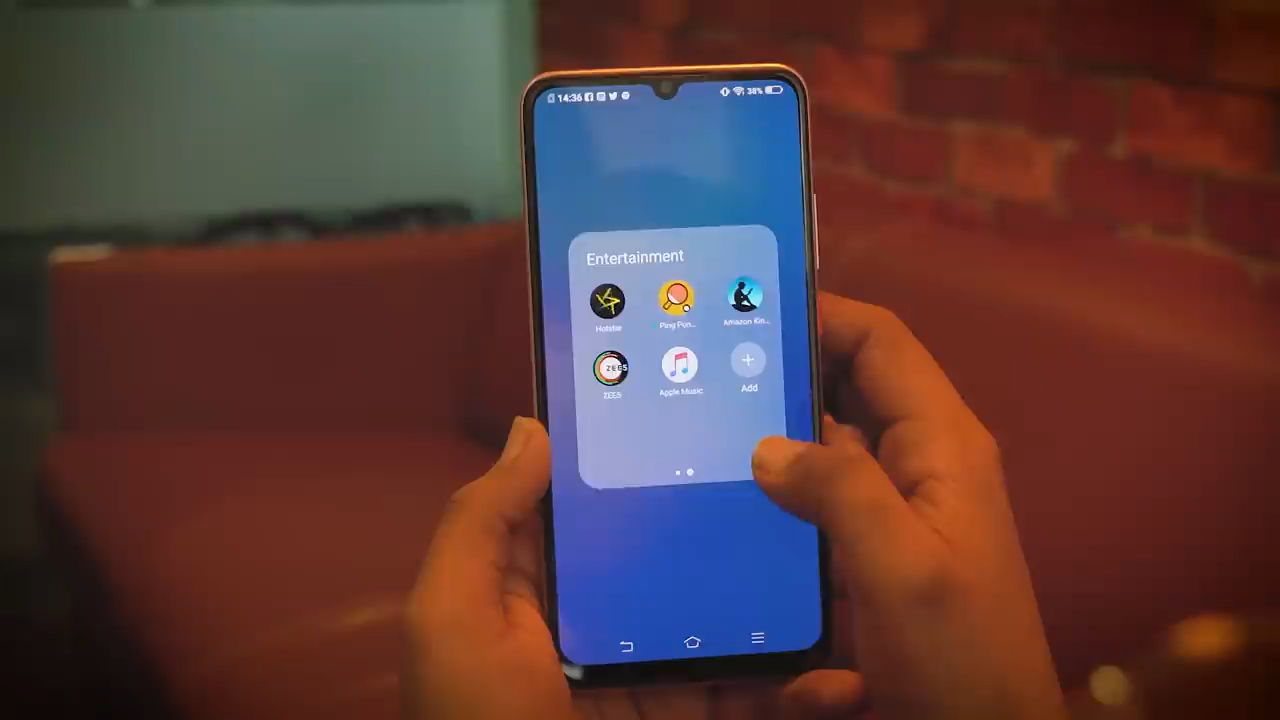 14:36
38%
Entertainment
Hotstar
Ping Pon...
Amazon Kin...
ZEE5
ZEE5
Apple Music
Add